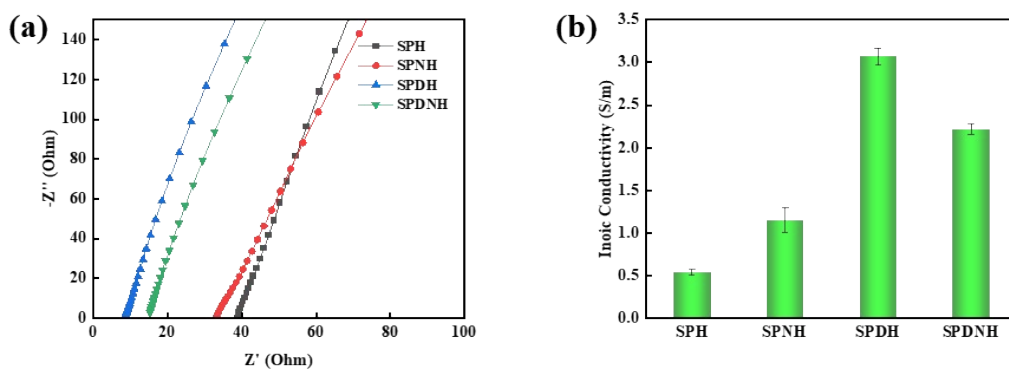 (a)
140
120
100
80
60
40
20
0
-Z'' (Ohm)
0 20 40 60 80 100
Z' (Ohm)
SPH
SPNH
SPDH
SPDNH
(b)
3.5
3.0
2.5
2.0
1.5
1.0
0.5
0.0
Inoic Conductivity (S/m)
SPH SPNH SPDH SPDNH